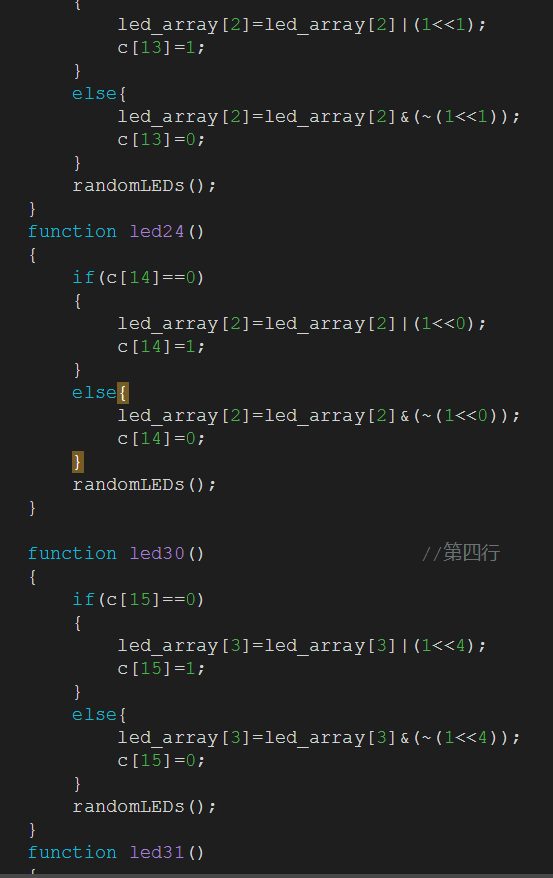 {
led_array[2]=led_array[2]|(1<<1);
c[13]=1;
}
else{
led_array[2]=led_array[2]&(~(1<<1));
c[13]=0;
}
randomLEDs();
}
function led24()
{
if(c[14]==0)
{
led_array[2]=led_array[2]|(1<<0);
c[14]=1;
}
else{
led_array[2]=led_array[2]&(~(1<<0));
c[14]=0;
}
randomLEDs();
}
function led30() //第四行
{
if(c[15]==0)
{
led_array[3]=led_array[3]|(1<<4);
c[15]=1;
}
else{
led_array[3]=led_array[3]&(~(1<<4));
c[15]=0;
}
randomLEDs();
}
function led31()
{